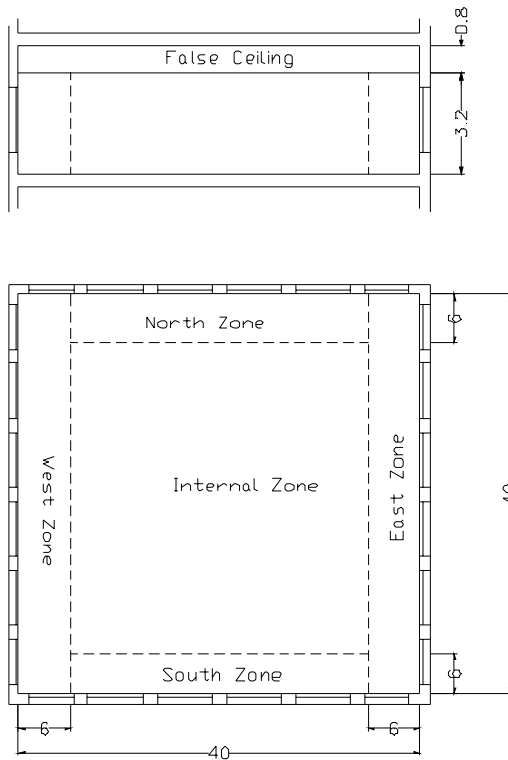 False Ceiling
0.8
3.2
North Zone
6
West Zone
Internal Zone
East Zone
40
South Zone
6
6
6
40